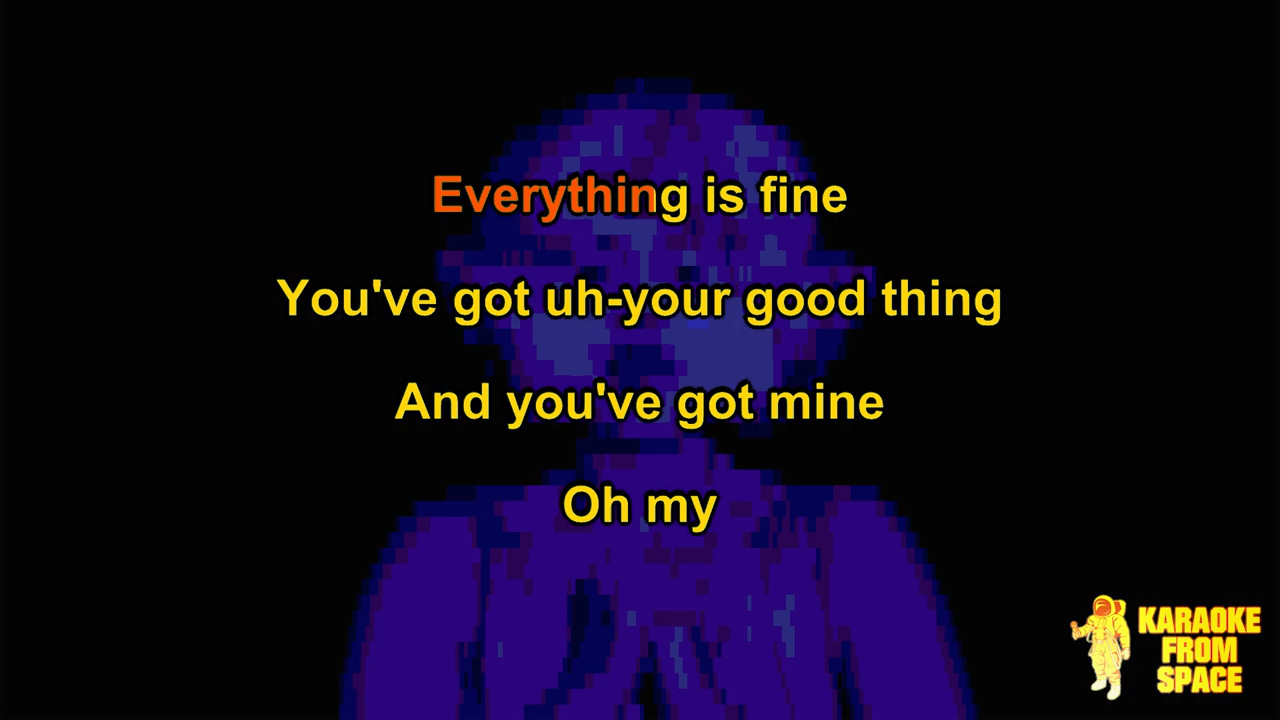 Everything is fine
You've got uh-your good thing
And you've got mine
Oh my
KARAOKE
FROM
SPACE